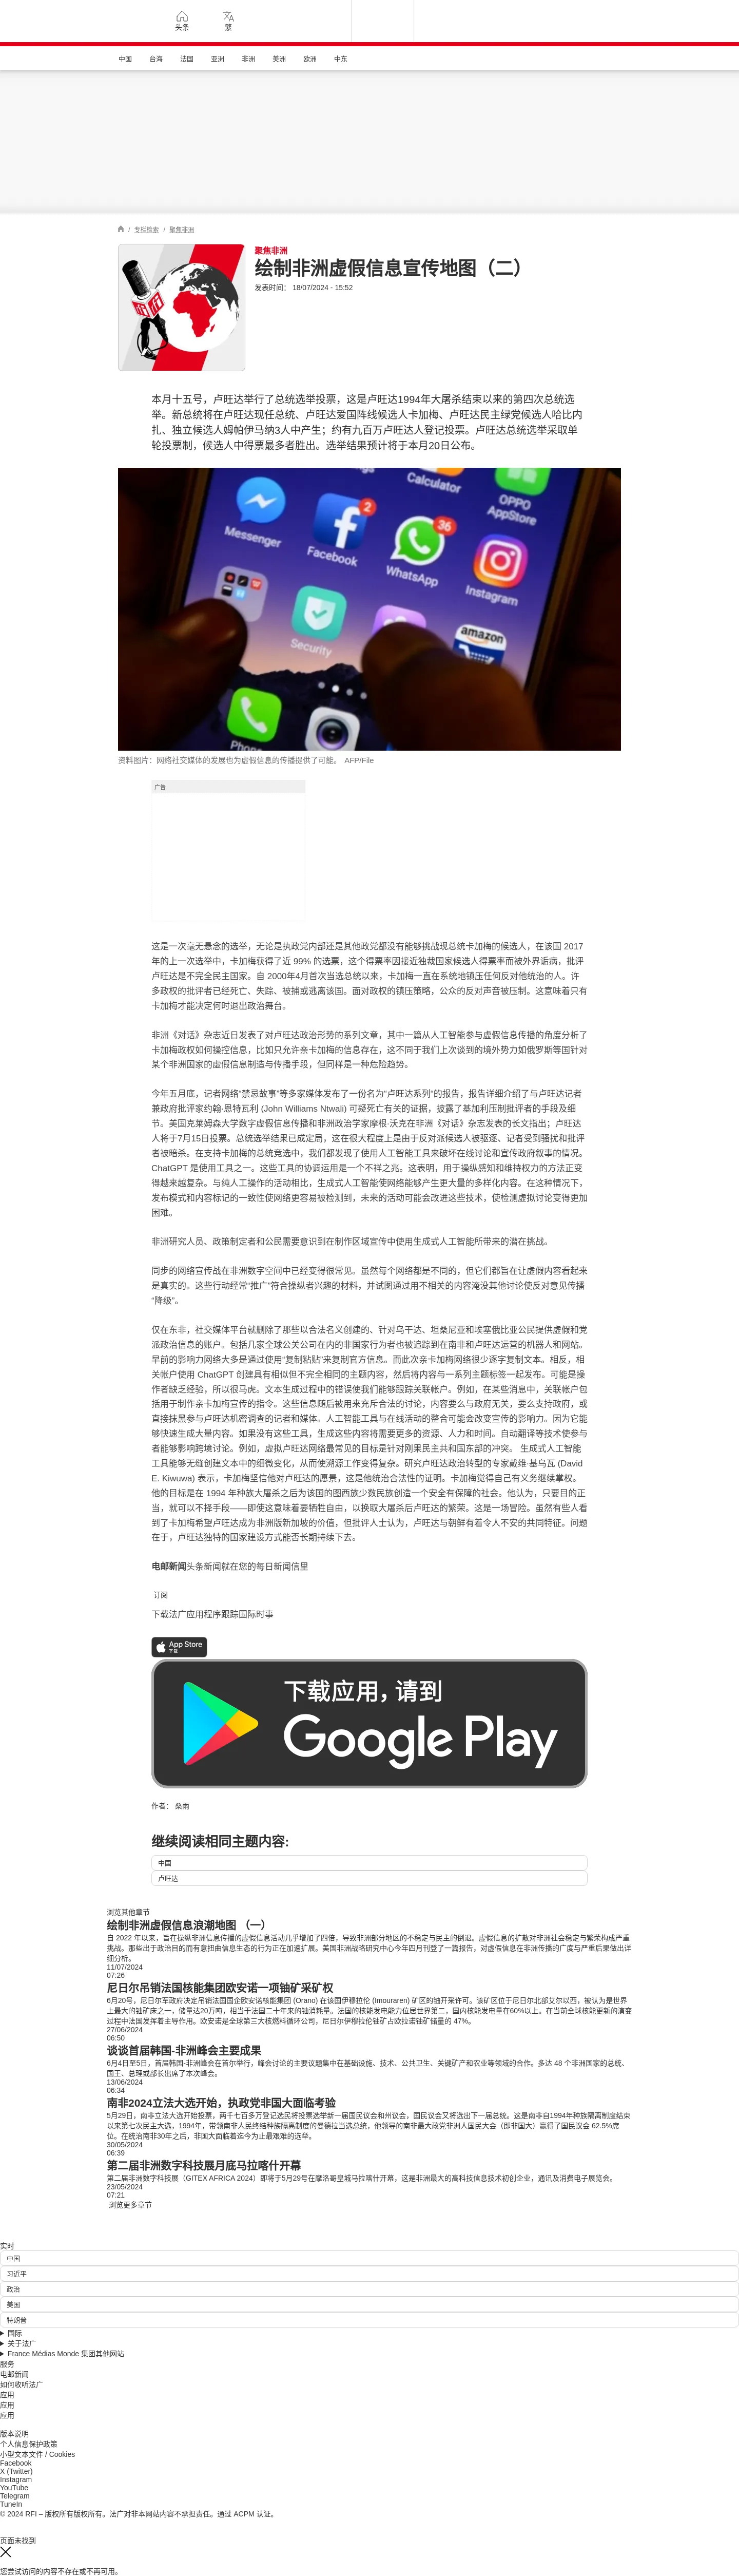 头条
繁
中国
台海
法国
亚洲
非洲
美洲
欧洲
中东
/ 专栏检索 / 聚焦非洲
聚焦非洲
绘制非洲虚假信息宣传地图（二）
发表时间： 18/07/2024 - 15:52
本月十五号，卢旺达举行了总统选举投票，这是卢旺达1994年大屠杀结束以来的第四次总统选
举。新总统将在卢旺达现任总统、卢旺达爱国阵线候选人卡加梅、卢旺达民主绿党候选人哈比内
扎、独立候选人姆帕伊马纳3人中产生；约有九百万卢旺达人登记投票。卢旺达总统选举采取单
轮投票制，候选人中得票最多者胜出。选举结果预计将于本月20日公布。
Calculator
OPPO
AppStore
2
36
Messenger
Facebook
WhatsApp
Instagram
Security
amazon
Phone
资料图片：网络社交媒体的发展也为虚假信息的传播提供了可能。 AFP/File
广告
这是一次毫无悬念的选举，无论是执政党内部还是其他政党都没有能够挑战现总统卡加梅的候选人，在该国 2017
年的上一次选举中，卡加梅获得了近 99% 的选票，这个得票率因接近独裁国家候选人得票率而被外界诟病，批评
卢旺达是不完全民主国家。自 2000年4月首次当选总统以来，卡加梅一直在系统地镇压任何反对他统治的人。许
多政权的批评者已经死亡、失踪、被捕或逃离该国。面对政权的镇压策略，公众的反对声音被压制。这意味着只有
卡加梅才能决定何时退出政治舞台。
非洲《对话》杂志近日发表了对卢旺达政治形势的系列文章，其中一篇从人工智能参与虚假信息传播的角度分析了
卡加梅政权如何操控信息，比如只允许亲卡加梅的信息存在，这不同于我们上次谈到的境外势力如俄罗斯等国针对
某个非洲国家的虚假信息制造与传播手段，但同样是一种危险趋势。
今年五月底，记者网络“禁忌故事”等多家媒体发布了一份名为“卢旺达系列”的报告，报告详细介绍了与卢旺达记者
兼政府批评家约翰·恩特瓦利 (John Williams Ntwali) 可疑死亡有关的证据，披露了基加利压制批评者的手段及细
节。美国克莱姆森大学数字虚假信息传播和非洲政治学家摩根·沃克在非洲《对话》杂志发表的长文指出；卢旺达
人将于7月15日投票。总统选举结果已成定局，这在很大程度上是由于反对派候选人被驱逐、记者受到骚扰和批评
者被暗杀。在支持卡加梅的总统竞选中，我们都发现了使用人工智能工具来破坏在线讨论和宣传政府叙事的情况。
ChatGPT 是使用工具之一。这些工具的协调运用是一个不祥之兆。这表明，用于操纵感知和维持权力的方法正变
得越来越复杂。与纯人工操作的活动相比，生成式人工智能使网络能够产生更大量的多样化内容。在这种情况下，
发布模式和内容标记的一致性使网络更容易被检测到，未来的活动可能会改进这些技术，使检测虚拟讨论变得更加
困难。
非洲研究人员、政策制定者和公民需要意识到在制作区域宣传中使用生成式人工智能所带来的潜在挑战。
同步的网络宣传战在非洲数字空间中已经变得很常见。虽然每个网络都是不同的，但它们都旨在让虚假内容看起来
是真实的。这些行动经常“推广”符合操纵者兴趣的材料，并试图通过用不相关的内容淹没其他讨论使反对意见传播
“降级”。
仅在东非，社交媒体平台就删除了那些以合法名义创建的、针对乌干达、坦桑尼亚和埃塞俄比亚公民提供虚假和党
派政治信息的账户。包括几家全球公关公司在内的非国家行为者也被追踪到在南非和卢旺达运营的机器人和网站。
早前的影响力网络大多是通过使用“复制粘贴”来复制官方信息。而此次亲卡加梅网络很少逐字复制文本。相反，相
关帐户使用 ChatGPT 创建具有相似但不完全相同的主题内容，然后将内容与一系列主题标签一起发布。可能是操
作者缺乏经验，所以很马虎。文本生成过程中的错误使我们能够跟踪关联帐户。例如，在某些消息中，关联帐户包
括用于制作亲卡加梅宣传的指令。这些信息随后被用来充斥合法的讨论，内容要么与政府无关，要么支持政府，或
直接抹黑参与卢旺达机密调查的记者和媒体。人工智能工具与在线活动的整合可能会改变宣传的影响力。因为它能
够快速生成大量内容。如果没有这些工具，生成这些内容将需要更多的资源、人力和时间。自动翻译等技术使参与
者能够影响跨境讨论。例如，虚拟卢旺达网络最常见的目标是针对刚果民主共和国东部的冲突。 生成式人工智能
工具能够无缝创建文本中的细微变化，从而使溯源工作变得复杂。研究卢旺达政治转型的专家戴维·基乌瓦 (David
E. Kiwuwa) 表示，卡加梅坚信他对卢旺达的愿景，这是他统治合法性的证明。卡加梅觉得自己有义务继续掌权。
他的目标是在 1994 年种族大屠杀之后为该国的图西族少数民族创造一个安全有保障的社会。他认为，只要目的正
当，就可以不择手段——即使这意味着要牺牲自由，以换取大屠杀后卢旺达的繁荣。这是一场冒险。虽然有些人看
到了卡加梅希望卢旺达成为非洲版新加坡的价值，但批评人士认为，卢旺达与朝鲜有着令人不安的共同特征。问题
在于，卢旺达独特的国家建设方式能否长期持续下去。
电邮新闻头条新闻就在您的每日新闻信里
订阅
下载法广应用程序跟踪国际时事
App Store
下载
下载应用，请到
Google Play
作者： 桑雨
继续阅读相同主题内容:
中国
卢旺达
浏览其他章节
绘制非洲虚假信息浪潮地图 （一）
自 2022 年以来，旨在操纵非洲信息传播的虚假信息活动几乎增加了四倍，导致非洲部分地区的不稳定与民主的倒退。虚假信息的扩散对非洲社会稳定与繁荣构成严重
挑战。那些出于政治目的而有意扭曲信息生态的行为正在加速扩展。美国非洲战略研究中心今年四月刊登了一篇报告，对虚假信息在非洲传播的广度与严重后果做出详
细分析。
11/07/2024
07:26
尼日尔吊销法国核能集团欧安诺一项铀矿采矿权
6月20号，尼日尔军政府决定吊销法国国企欧安诺核能集团 (Orano) 在该国伊穆拉伦 (Imouraren) 矿区的铀开采许可。该矿区位于尼日尔北部艾尔以西，被认为是世界
上最大的铀矿床之一，储量达20万吨，相当于法国二十年来的铀消耗量。法国的核能发电能力位居世界第二，国内核能发电量在60%以上。在当前全球核能更新的演变
过程中法国发挥着主导作用。欧安诺是全球第三大核燃料循环公司，尼日尔伊穆拉伦铀矿占欧拉诺铀矿储量的 47%。
27/06/2024
06:50
谈谈首届韩国-非洲峰会主要成果
6月4日至5日，首届韩国-非洲峰会在首尔举行，峰会讨论的主要议题集中在基础设施、技术、公共卫生、关键矿产和农业等领域的合作。多达 48 个非洲国家的总统、
国王、总理或部长出席了本次峰会。
13/06/2024
06:34
南非2024立法大选开始，执政党非国大面临考验
5月29日，南非立法大选开始投票，两千七百多万登记选民将投票选举新一届国民议会和州议会，国民议会又将选出下一届总统。这是南非自1994年种族隔离制度结束
以来第七次民主大选，1994年，带领南非人民终结种族隔离制度的曼德拉当选总统，他领导的南非最大政党非洲人国民大会（即非国大）赢得了国民议会 62.5%席
位。在统治南非30年之后，非国大面临着迄今为止最艰难的选举。
30/05/2024
06:39
第二届非洲数字科技展月底马拉喀什开幕
第二届非洲数字科技展（GITEX AFRICA 2024）即将于5月29号在摩洛哥皇城马拉喀什开幕，这是非洲最大的高科技信息技术初创企业，通讯及消费电子展览会。
23/05/2024
07:21
浏览更多章节
实时
中国
习近平
政治
美国
特朗普
国际
关于法广
France Médias Monde 集团其他网站
服务
电邮新闻
如何收听法广
应用
应用
应用
版本说明
个人信息保护政策
小型文本文件 / Cookies
Facebook
X (Twitter)
Instagram
YouTube
Telegram
TuneIn
© 2024 RFI – 版权所有版权所有。法广对非本网站内容不承担责任。通过 ACPM 认证。
页面未找到
您尝试访问的内容不存在或不再可用。